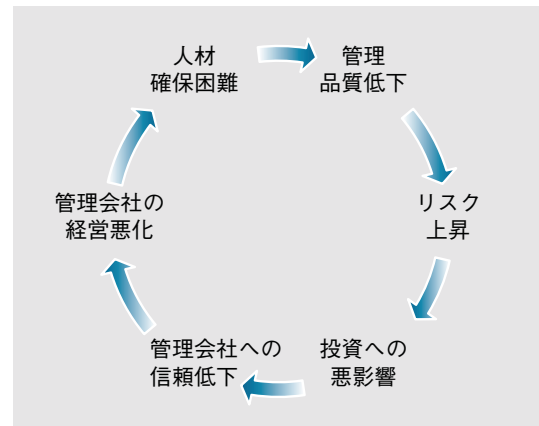 人材
確保困難
管理
品質低下
リスク
上昇
投資への
悪影響
管理会社への
信頼低下
管理会社の
経営悪化